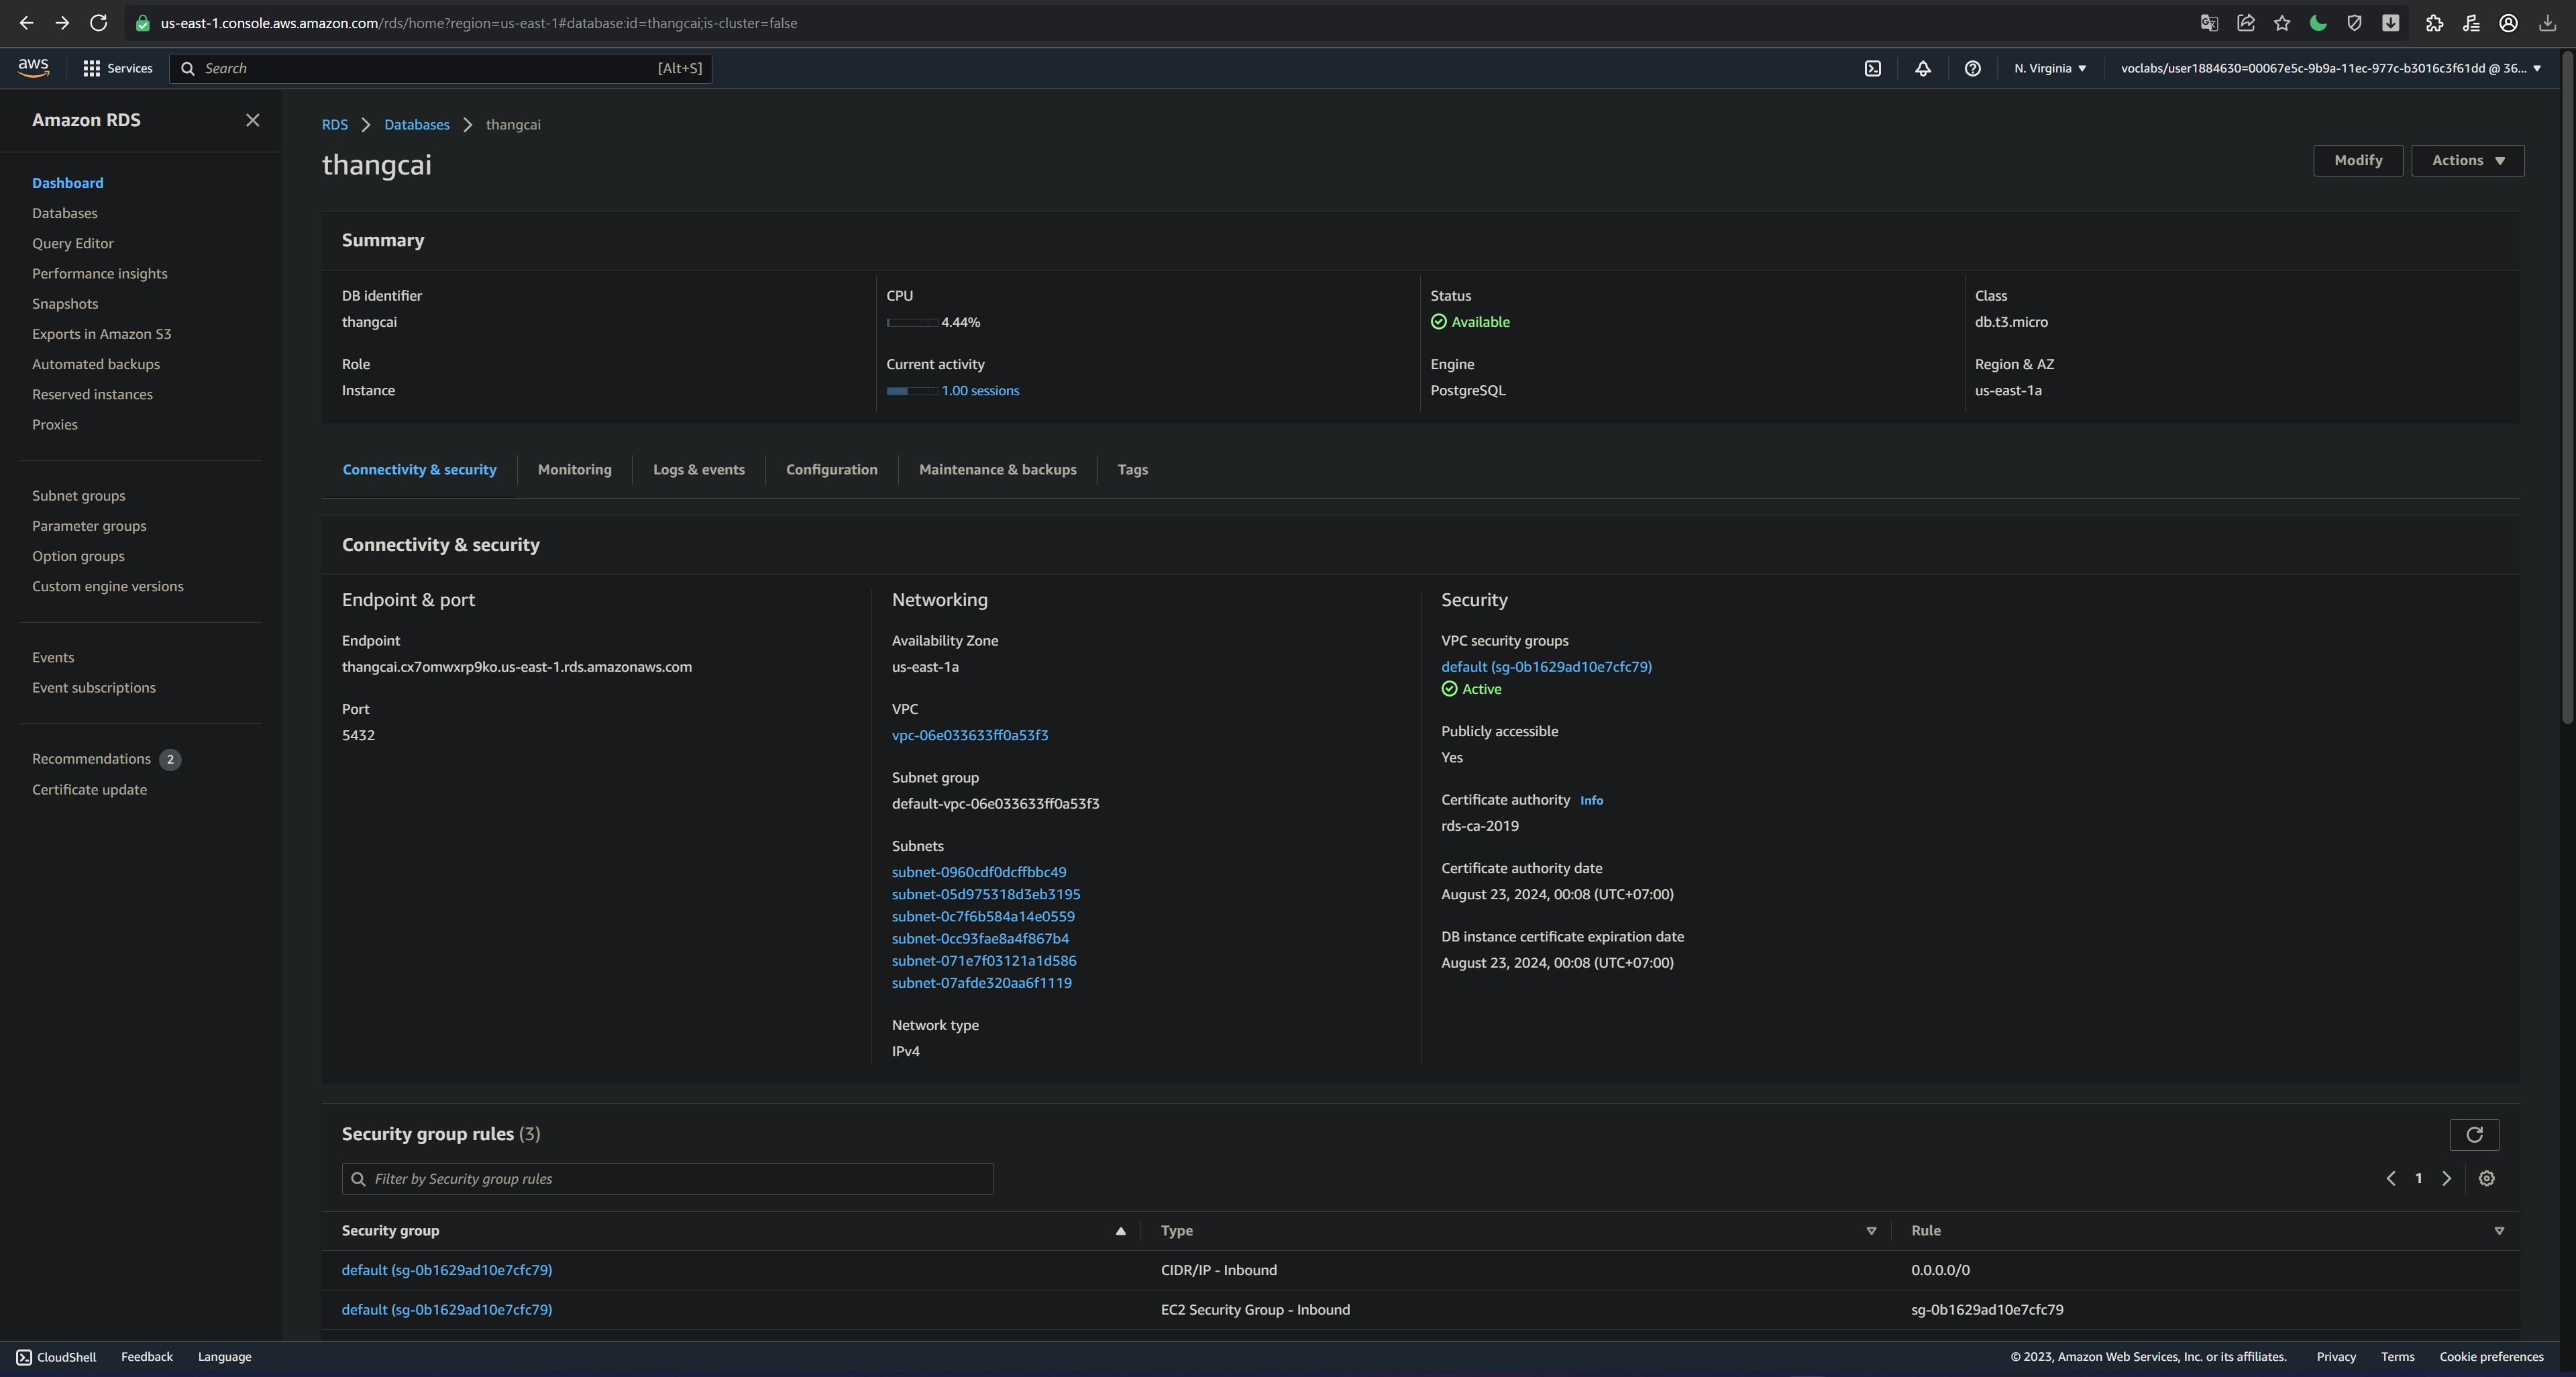 us-east-1.console.aws.amazon.com/rds/home?region=us-east-1#database:id=thangcai;is-cluster=false
aws
Services
Search
[Alt+S]
N. Virginia
voclabs/user1884630=00067e5c-9b9a-11ec-977c-b3016c3f61dd @ 36...
Amazon RDS
Dashboard
Databases
Query Editor
Performance insights
Snapshots
Exports in Amazon S3
Automated backups
Reserved instances
Proxies
Subnet groups
Parameter groups
Option groups
Custom engine versions
Events
Event subscriptions
Recommendations 2
Certificate update
RDS
Databases
thangcai
thangcai
Modify
Actions
Summary
DB identifier
thangcai
Role
Instance
CPU
4.44%
Current activity
1.00 sessions
Status
Available
Engine
PostgreSQL
Class
db.t3.micro
Region & AZ
us-east-1a
Connectivity & security
Monitoring
Logs & events
Configuration
Maintenance & backups
Tags
Connectivity & security
Endpoint & port
Endpoint
thangcai.cx7omwxrp9ko.us-east-1.rds.amazonaws.com
Port
5432
Networking
Availability Zone
us-east-1a
VPC
vpc-06e033633ff0a53f3
Subnet group
default-vpc-06e033633ff0a53f3
Subnets
subnet-0960cdf0dcffbbc49
subnet-05d975318d3eb3195
subnet-0c7f6b584a14e0559
subnet-0cc93fae8a4f867b4
subnet-071e7f03121a1d586
subnet-07afde320aa6f1119
Network type
IPv4
Security
VPC security groups
default (sg-0b1629ad10e7cfc79)
Active
Publicly accessible
Yes
Certificate authority Info
rds-ca-2019
Certificate authority date
August 23, 2024, 00:08 (UTC+07:00)
DB instance certificate expiration date
August 23, 2024, 00:08 (UTC+07:00)
Security group rules (3)
Filter by Security group rules
1
Security group
Type
Rule
default (sg-0b1629ad10e7cfc79)
CIDR/IP - Inbound
0.0.0.0/0
default (sg-0b1629ad10e7cfc79)
EC2 Security Group - Inbound
sg-0b1629ad10e7cfc79
CloudShell
Feedback
Language
© 2023, Amazon Web Services, Inc. or its affiliates.
Privacy
Terms
Cookie preferences